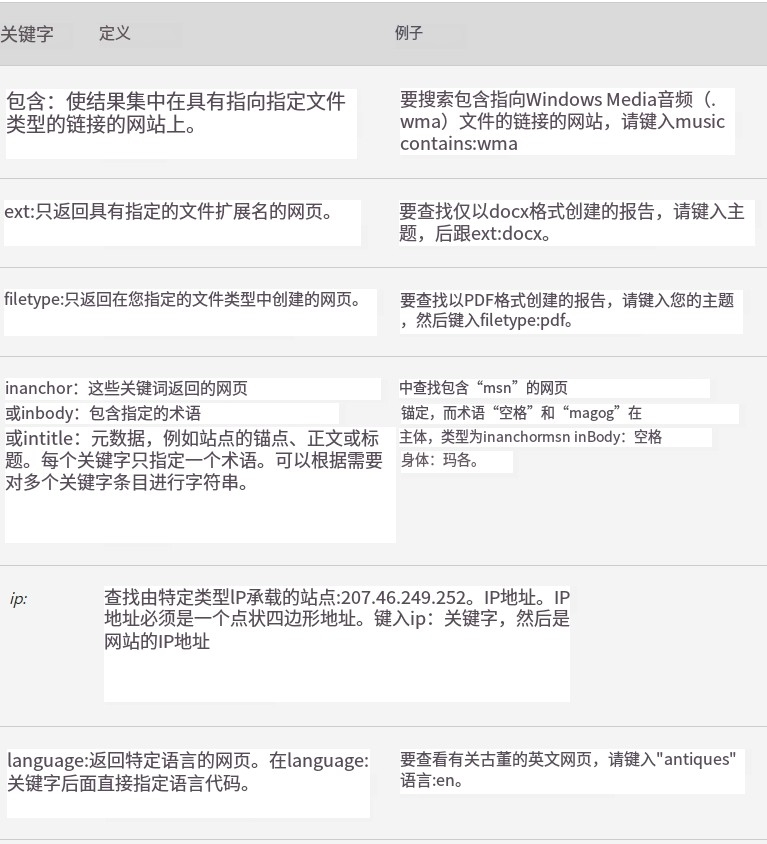 关键字 定义 例子
包含：使结果集中在具有指向指定文件
类型的链接的网站上。
要搜索包含指向Windows Media音频（.
wma）文件的链接的网站，请键入music
contains:wma
ext:只返回具有指定的文件扩展名的网页。
要查找仅以docx格式创建的报告，请键入主
题，后跟ext:docx。
filetype:只返回在您指定的文件类型中创建的网页。
要查找以PDF格式创建的报告，请键入您的主题
，然后键入filetype:pdf。
inanchor：这些关键词返回的网页
或inbody：包含指定的术语
或intitle：元数据，例如站点的锚点、正文或标
题。每个关键字只指定一个术语。可以根据需要
对多个关键字条目进行字符串。
中查找包含“msn”的网页
锚定，而术语“空格”和“magog”在
主体，类型为inanchormsn inBody：空格
身体：玛各。
ip:
查找由特定类型lP承载的站点:207.46.249.252。IP地址。IP
地址必须是一个点状四边形地址。键入ip：关键字，然后是
网站的IP地址
language:返回特定语言的网页。在language:
关键字后面直接指定语言代码。
要查看有关古董的英文网页，请键入"antiques"
语言:en。